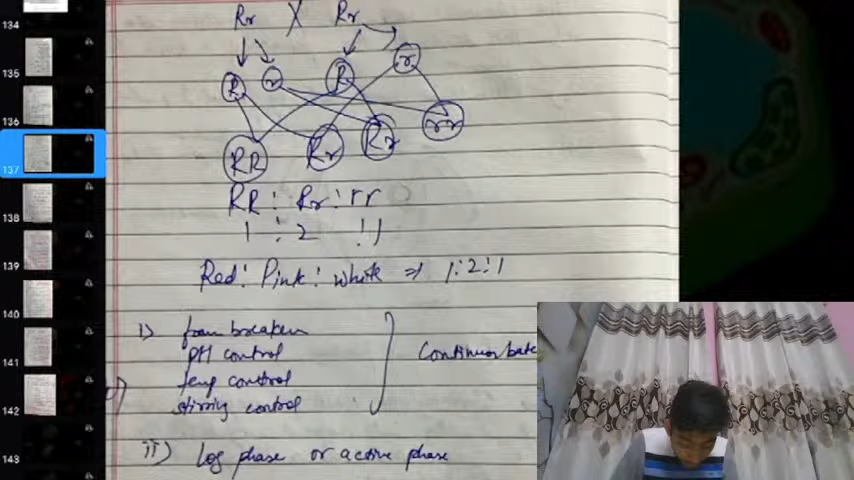 134
135
136
137
138
139
140
141
142
143
Rr X Rr
R r R r
RR Rr Rr rr
RR : Rr : rr
1 : 2 : 1
Red : Pink : white ⇒ 1:2:1
i) foam breaker
PH control
temp control
stirring control
ii) Log phase or active phase